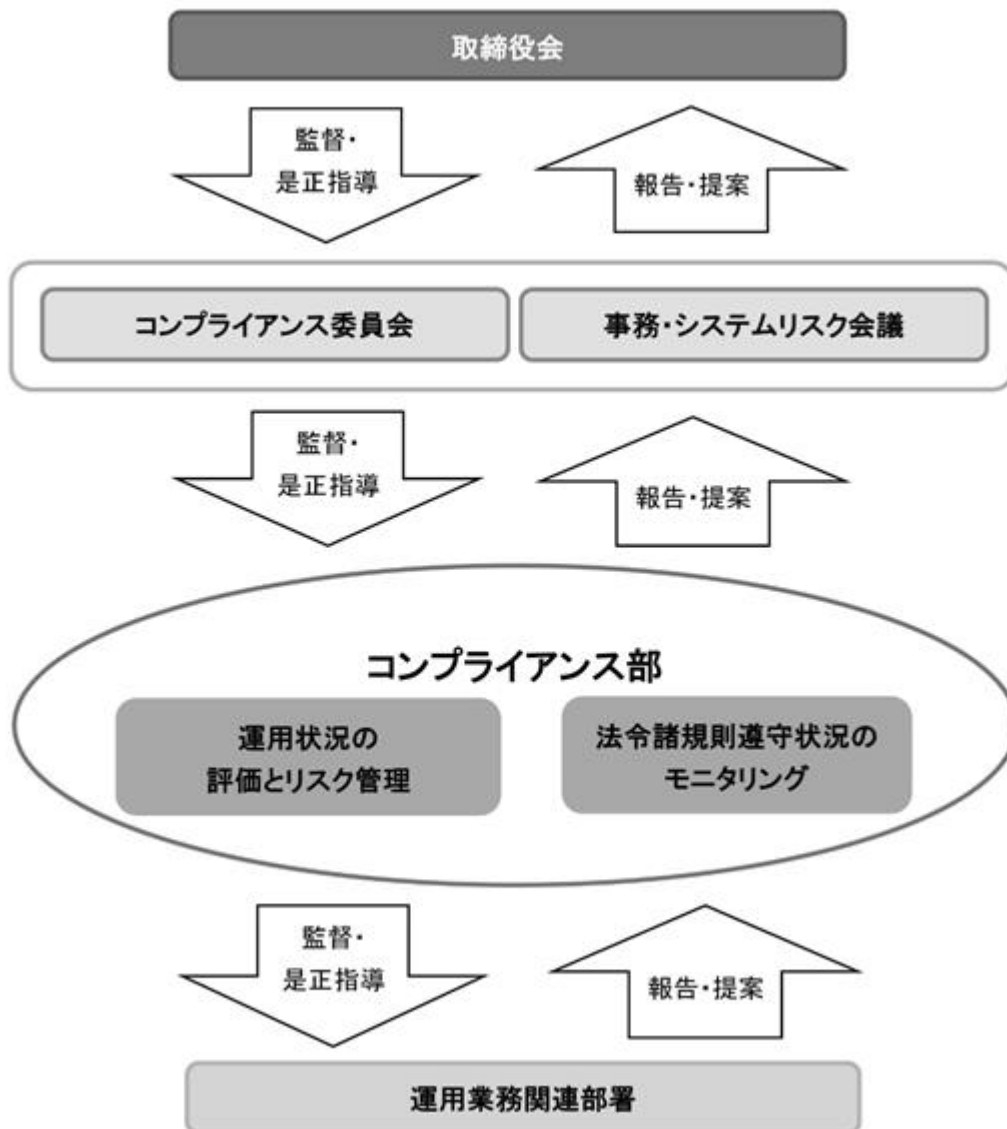 取締役会
監督・
是正指導
報告・提案
コンプライアンス委員会
事務・システムリスク会議
監督・
是正指導
報告・提案
コンプライアンス部
運用状況の
評価とリスク管理
法令諸規則遵守状況の
モニタリング
監督・
是正指導
報告・提案
運用業務関連部署